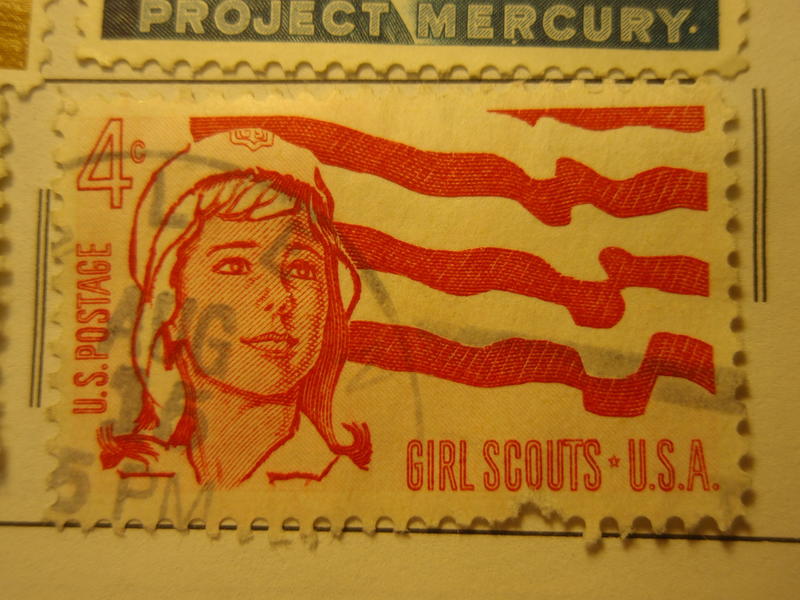 PROJECT MERCURY.
4c
U.S. POSTAGE
AUG
5 PM
GIRL SCOUTS ☆ U.S.A.